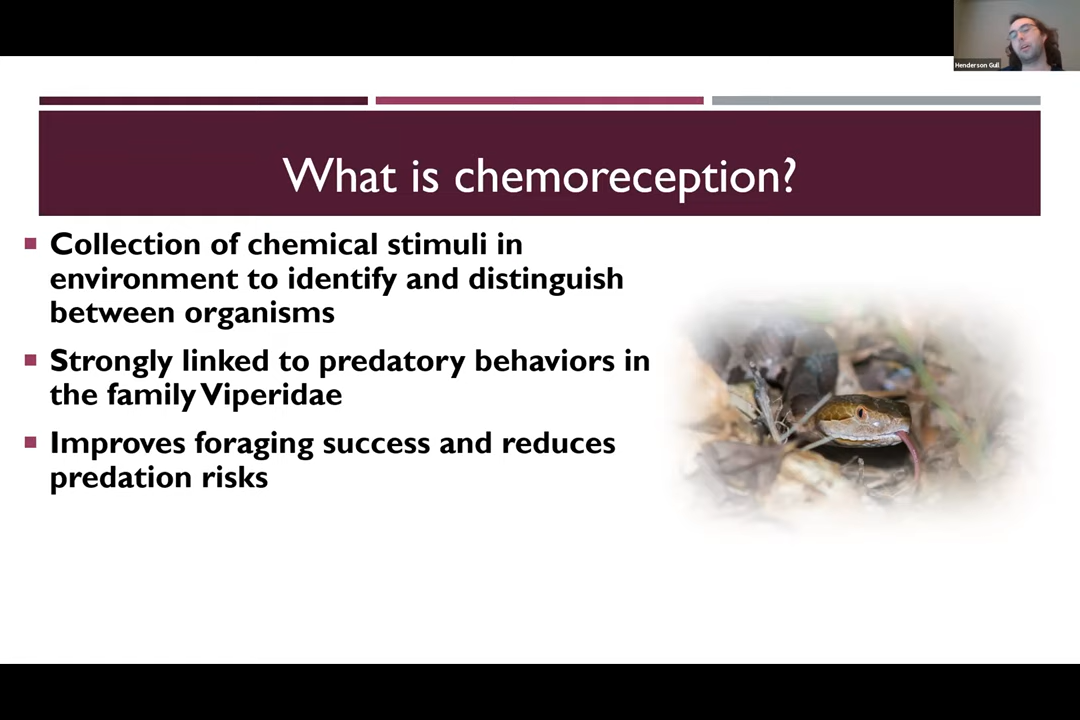 Henderson Gull
What is chemoreception?
Collection of chemical stimuli in
environment to identify and distinguish
between organisms
Strongly linked to predatory behaviors in
the family Viperidae
Improves foraging success and reduces
predation risks